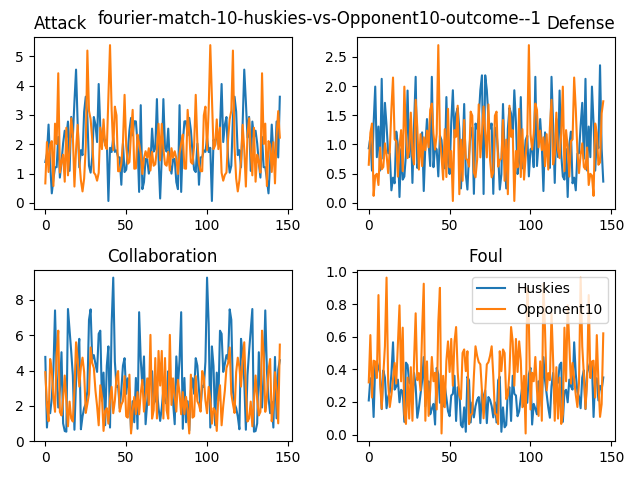 fourier-match-10-huskies-vs-Opponent10-outcome--1
Attack
Defense
5
4
3
2
1
0
0 50 100 150
2.5
2.0
1.5
1.0
0.5
0.0
0 50 100 150
Collaboration
Foul
8
6
4
2
0
0 50 100 150
1.0
0.8
0.6
0.4
0.2
0.0
Huskies
Opponent10
0 50 100 150